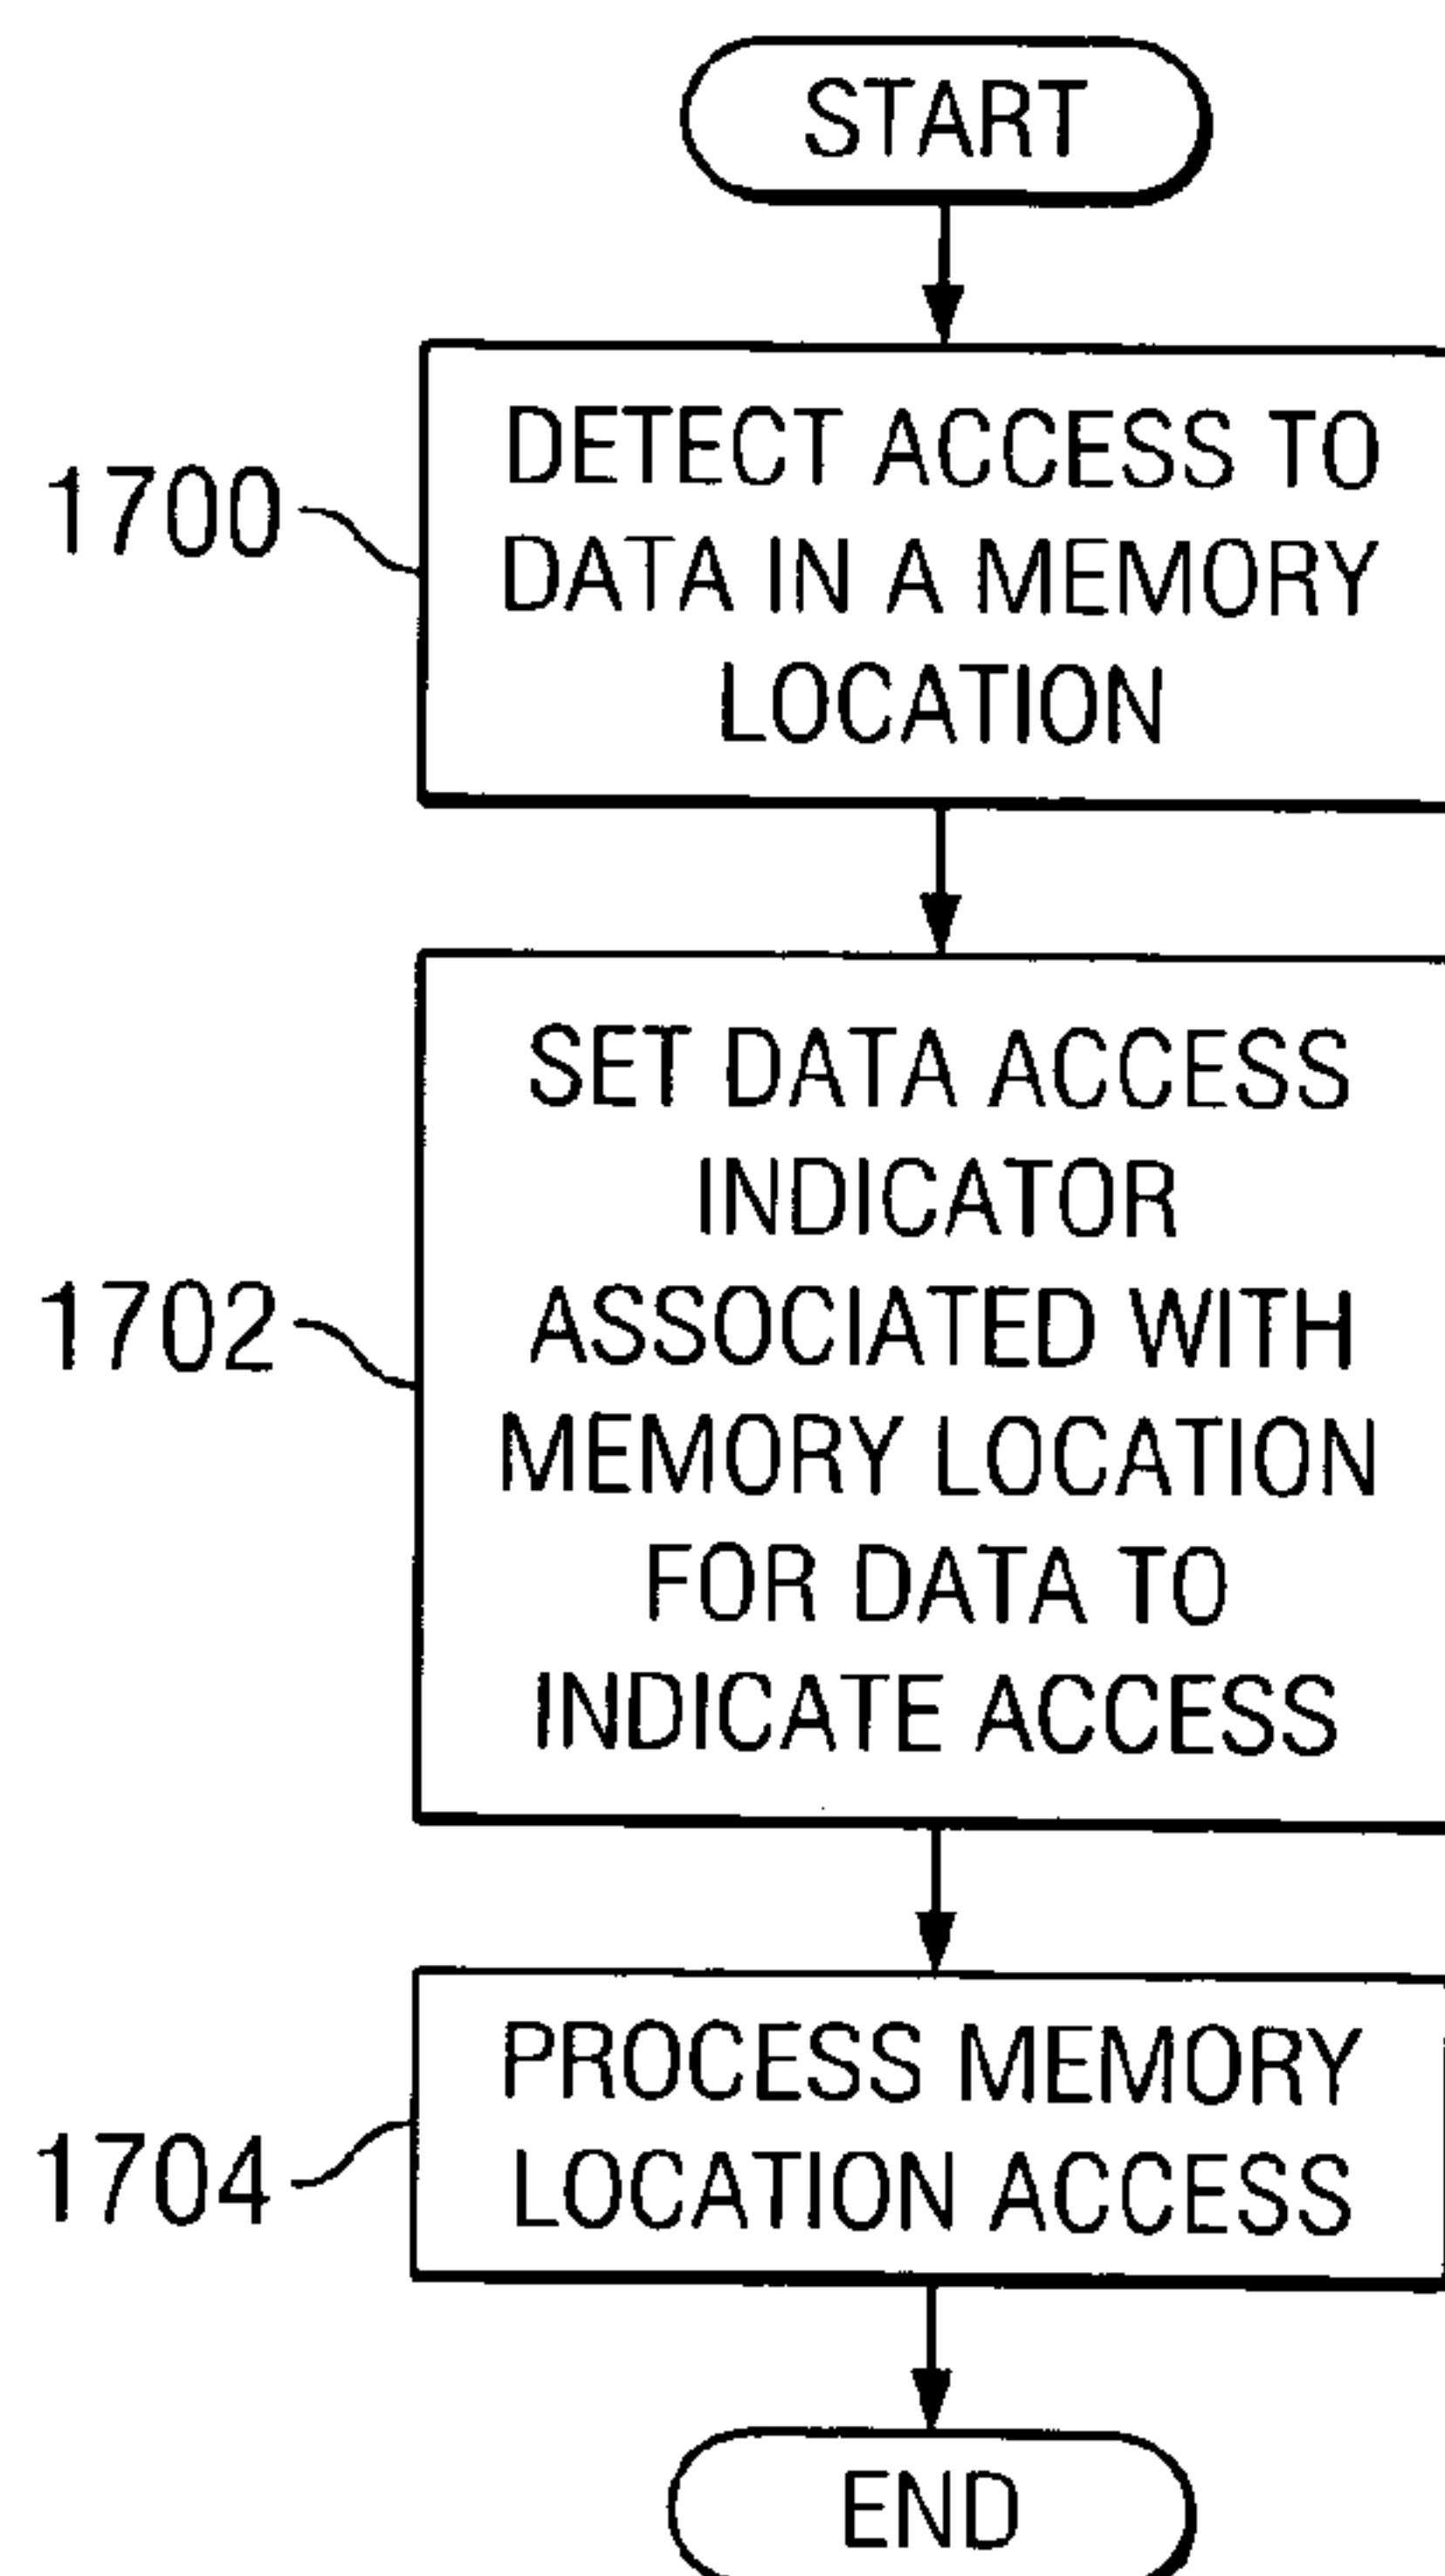 START
1700
DETECT ACCESS TO
DATA IN A MEMORY
LOCATION
1702
SET DATA ACCESS
INDICATOR
ASSOCIATED WITH
MEMORY LOCATION
FOR DATA TO
INDICATE ACCESS
1704
PROCESS MEMORY
LOCATION ACCESS
END